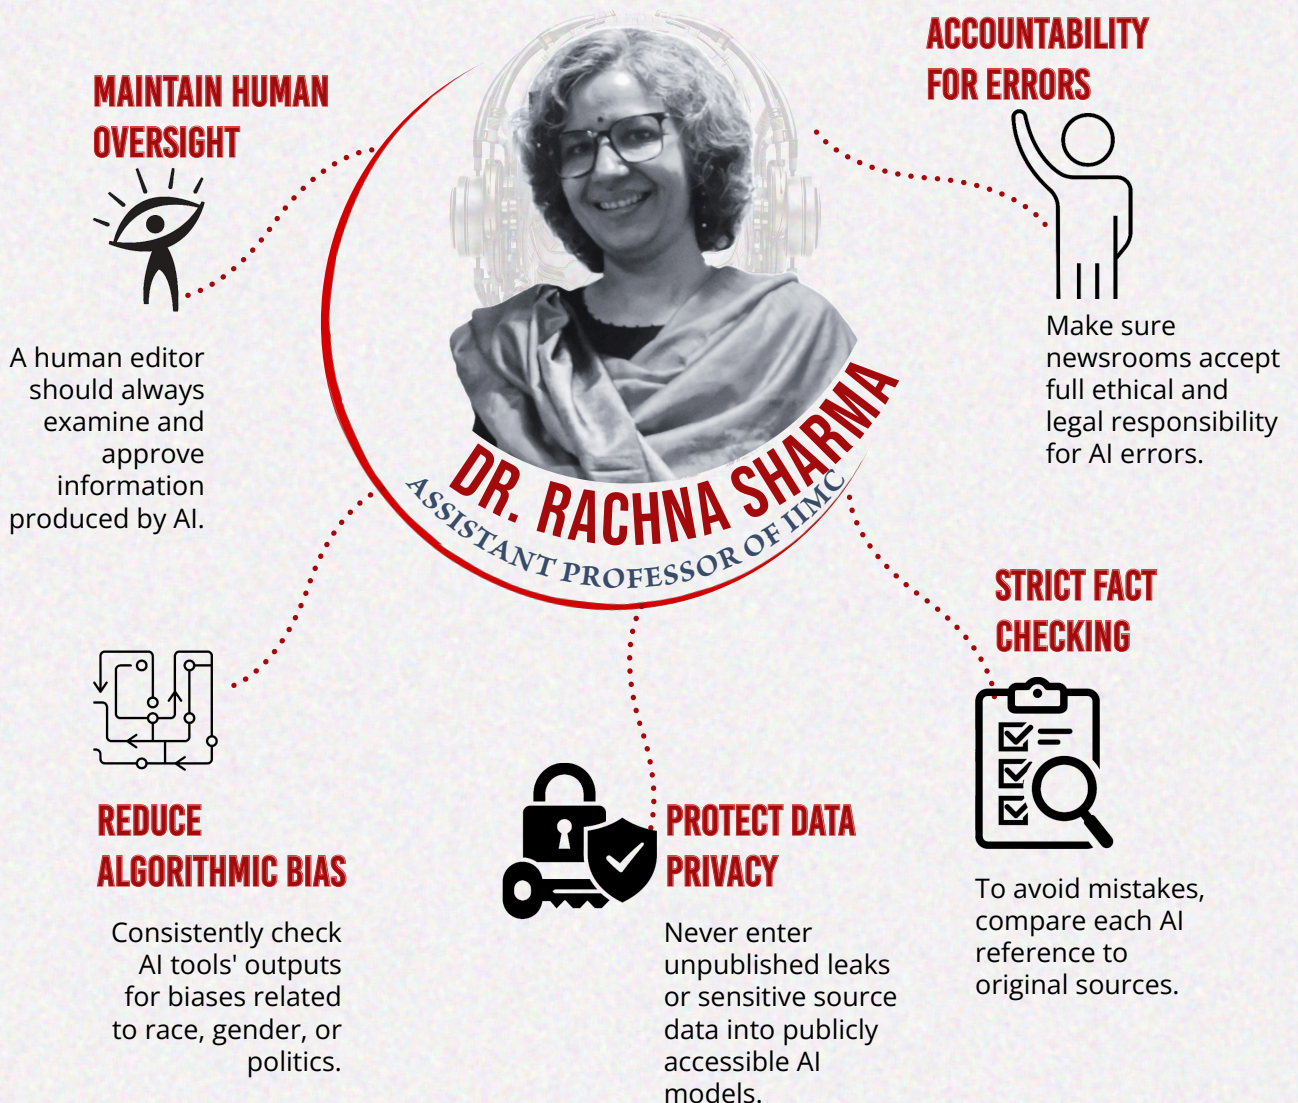 MAINTAIN HUMAN
OVERSIGHT
A human editor
should always
examine and
approve
information
produced by AI.
ACCOUNTABILITY
FOR ERRORS
Make sure
newsrooms accept
full ethical and
legal responsibility
for AI errors.
DR. RACHNA SHARMA
ASSISTANT PROFESSOR OF IIMC
STRICT FACT
CHECKING
To avoid mistakes,
compare each AI
reference to
original sources.
REDUCE
ALGORITHMIC BIAS
Consistently check
AI tools' outputs
for biases related
to race, gender, or
politics.
PROTECT DATA
PRIVACY
Never enter
unpublished leaks
or sensitive source
data into publicly
accessible AI
models.